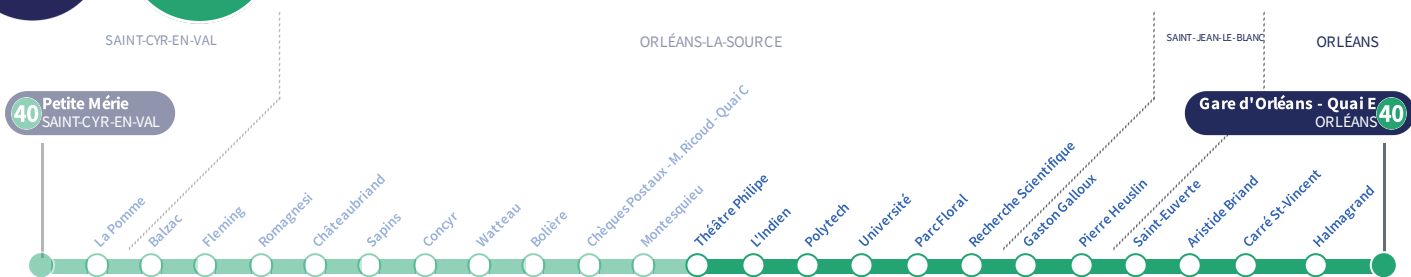 SAINT-CYR-EN-VAL
ORLÉANS-LA-SOURCE
SAINT-JEAN-LE-BLANC
ORLÉANS
40
Petite Mérie
SAINT-CYR-EN-VAL
Gare d'Orléans - Quai E
ORLÉANS
40
La Pomme
Balzac
Fleming
Romagnesi
Châteaubriand
Sapins
Concyr
Watteau
Bolière
Chèques Postaux - M. Ricoud - Quai C
Montesquieu
Théâtre Philipe
L'Indien
Polytech
Université
Parc Floral
Recherche Scientifique
Gaston Galloux
Pierre Heuslin
Saint-Euverte
Aristide Briand
Carré St-Vincent
Halmagrand